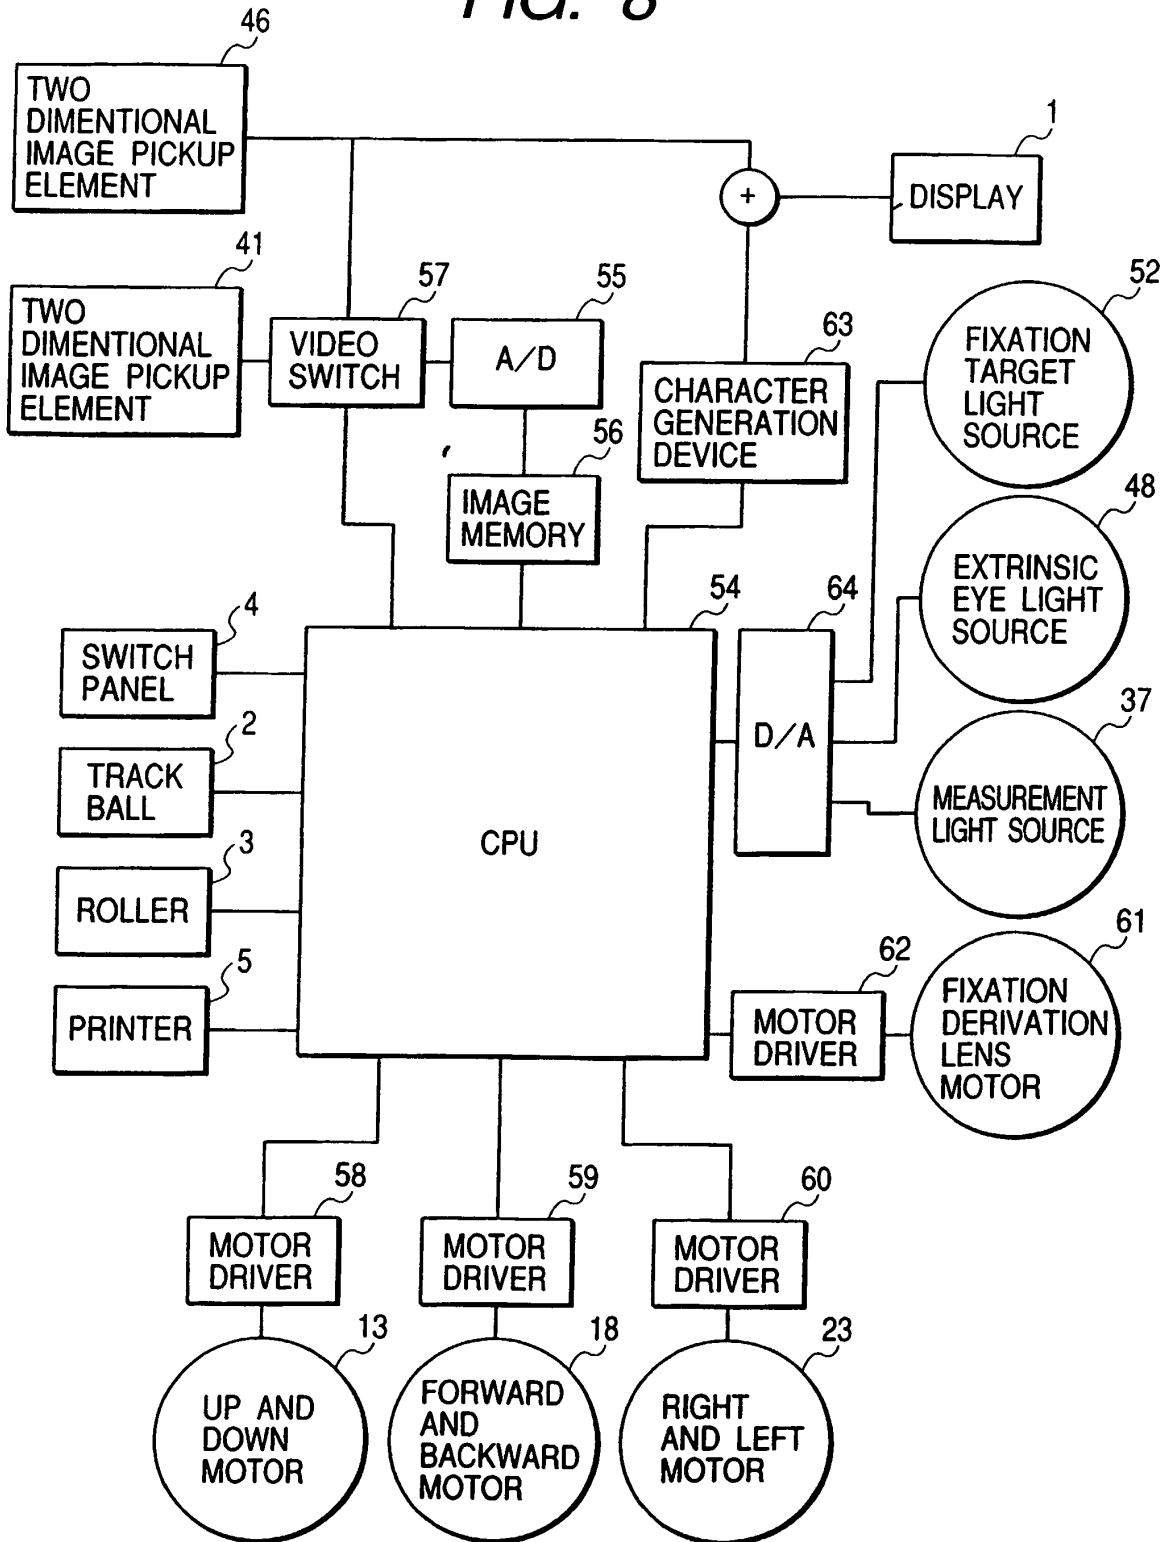 FIG. 8
46
TWO
DIMENTIONAL
IMAGE PICKUP
ELEMENT
1
DISPLAY
+
41
TWO
DIMENTIONAL
IMAGE PICKUP
ELEMENT
57
VIDEO
SWITCH
55
A/D
63
CHARACTER
GENERATION
DEVICE
52
FIXATION
TARGET
LIGHT
SOURCE
56
IMAGE
MEMORY
48
EXTRINSIC
EYE LIGHT
SOURCE
4
SWITCH
PANEL
54
CPU
64
D/A
2
TRACK
BALL
37
MEASUREMENT
LIGHT SOURCE
3
ROLLER
5
PRINTER
62
MOTOR
DRIVER
61
FIXATION
DERIVATION
LENS
MOTOR
58
MOTOR
DRIVER
59
MOTOR
DRIVER
60
MOTOR
DRIVER
13
UP AND
DOWN
MOTOR
18
FORWARD
AND
BACKWARD
MOTOR
23
RIGHT
AND LEFT
MOTOR